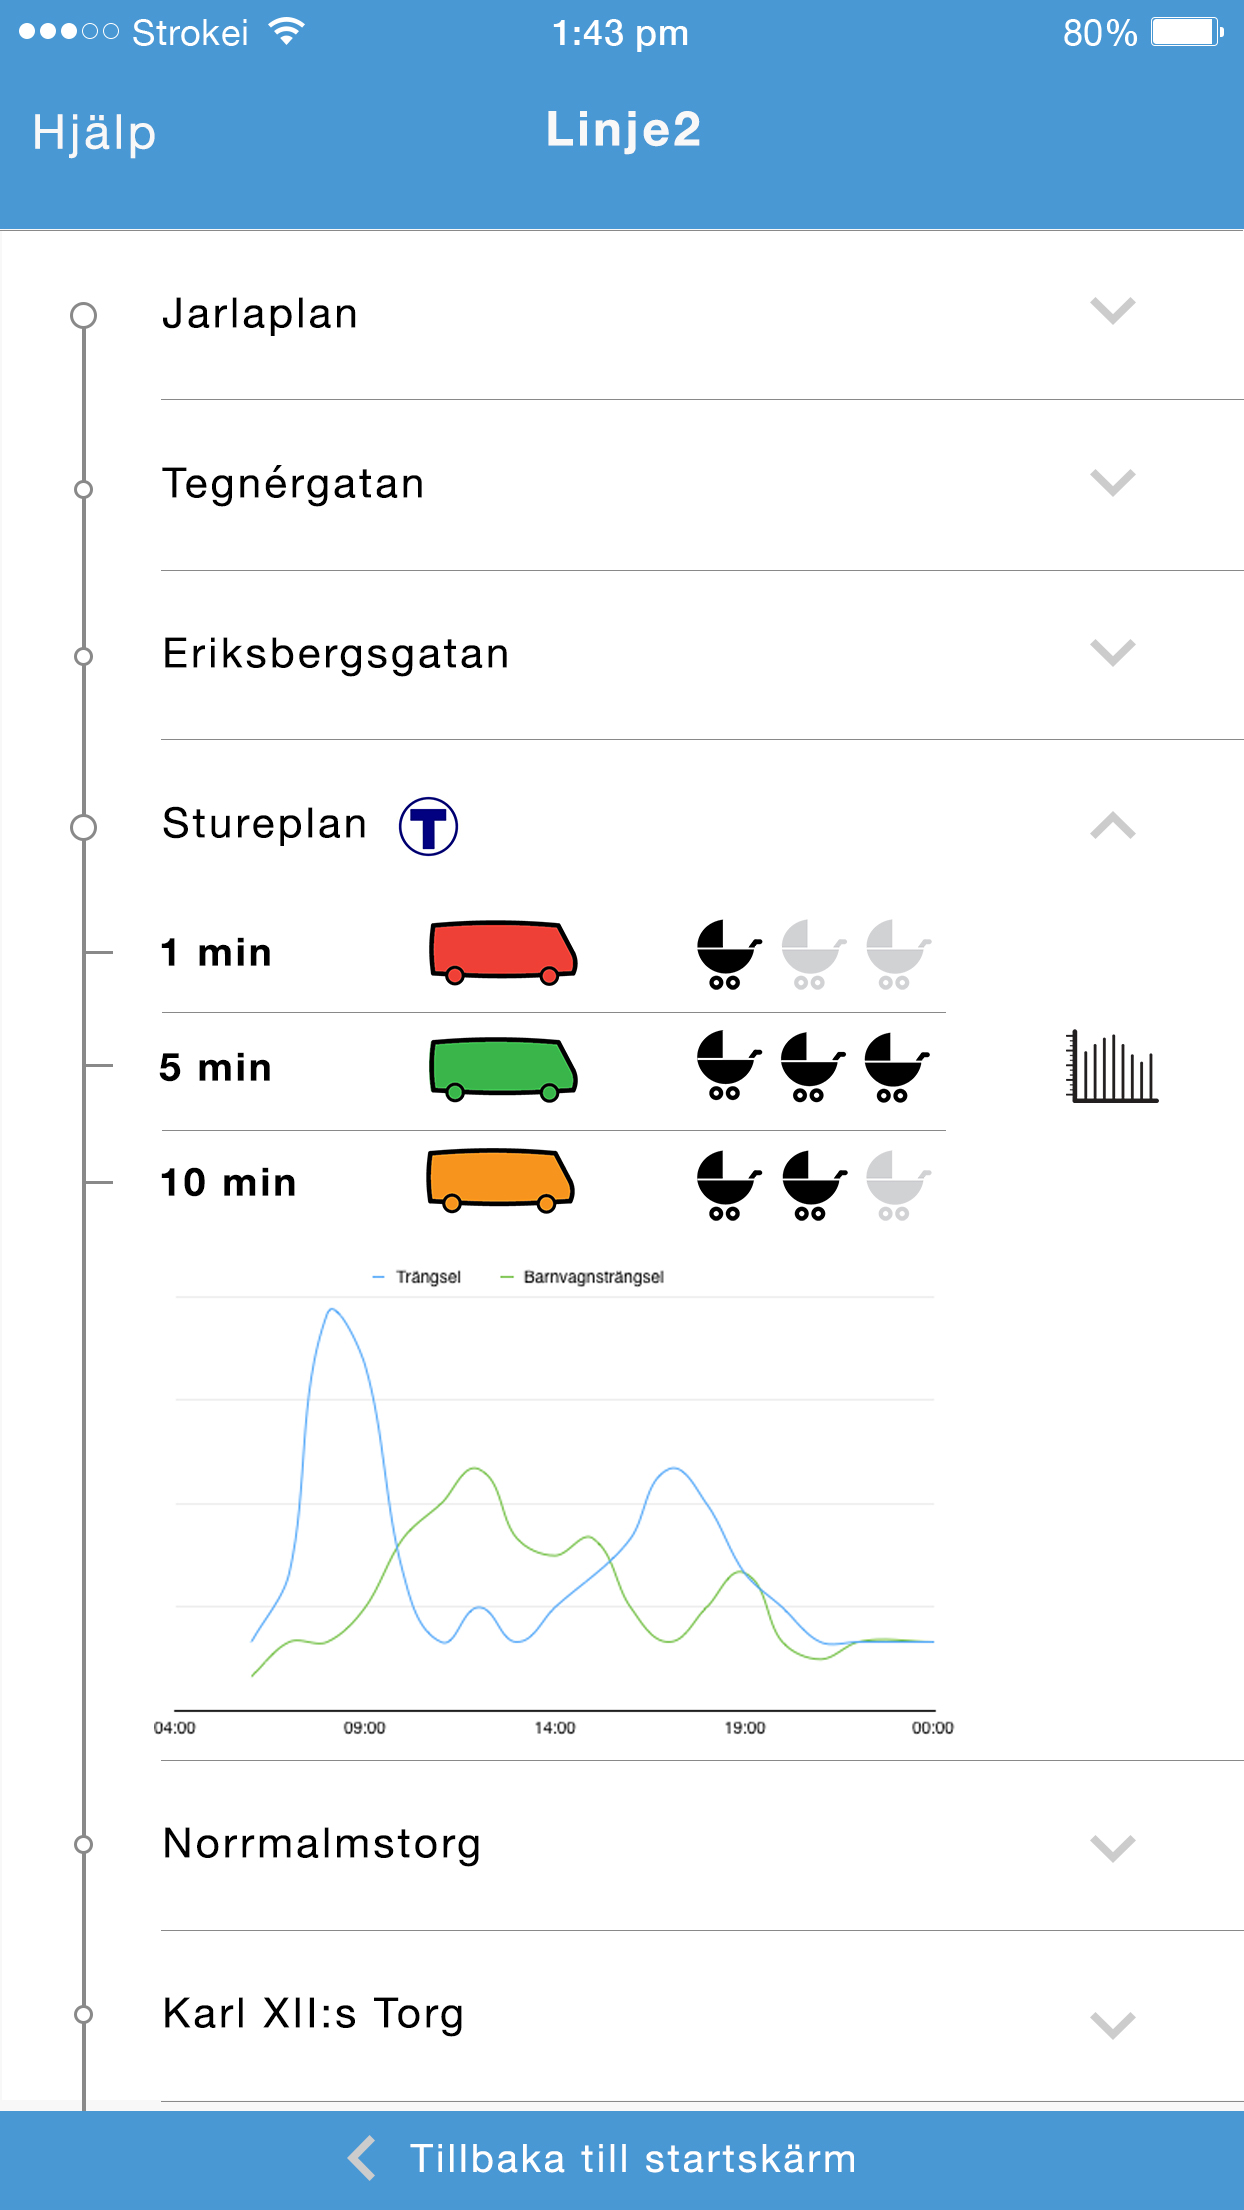 Strokei 1:43 pm 80%
Hjälp Linje2
Jarlaplan
Tegnérgatan
Eriksbergsgatan
Stureplan T
1 min
5 min
10 min
Trängsel Barnvagnsträngsel
04:00 09:00 14:00 19:00 00:00
Norrmalmstorg
Karl XII:s Torg
Tillbaka till startskärm